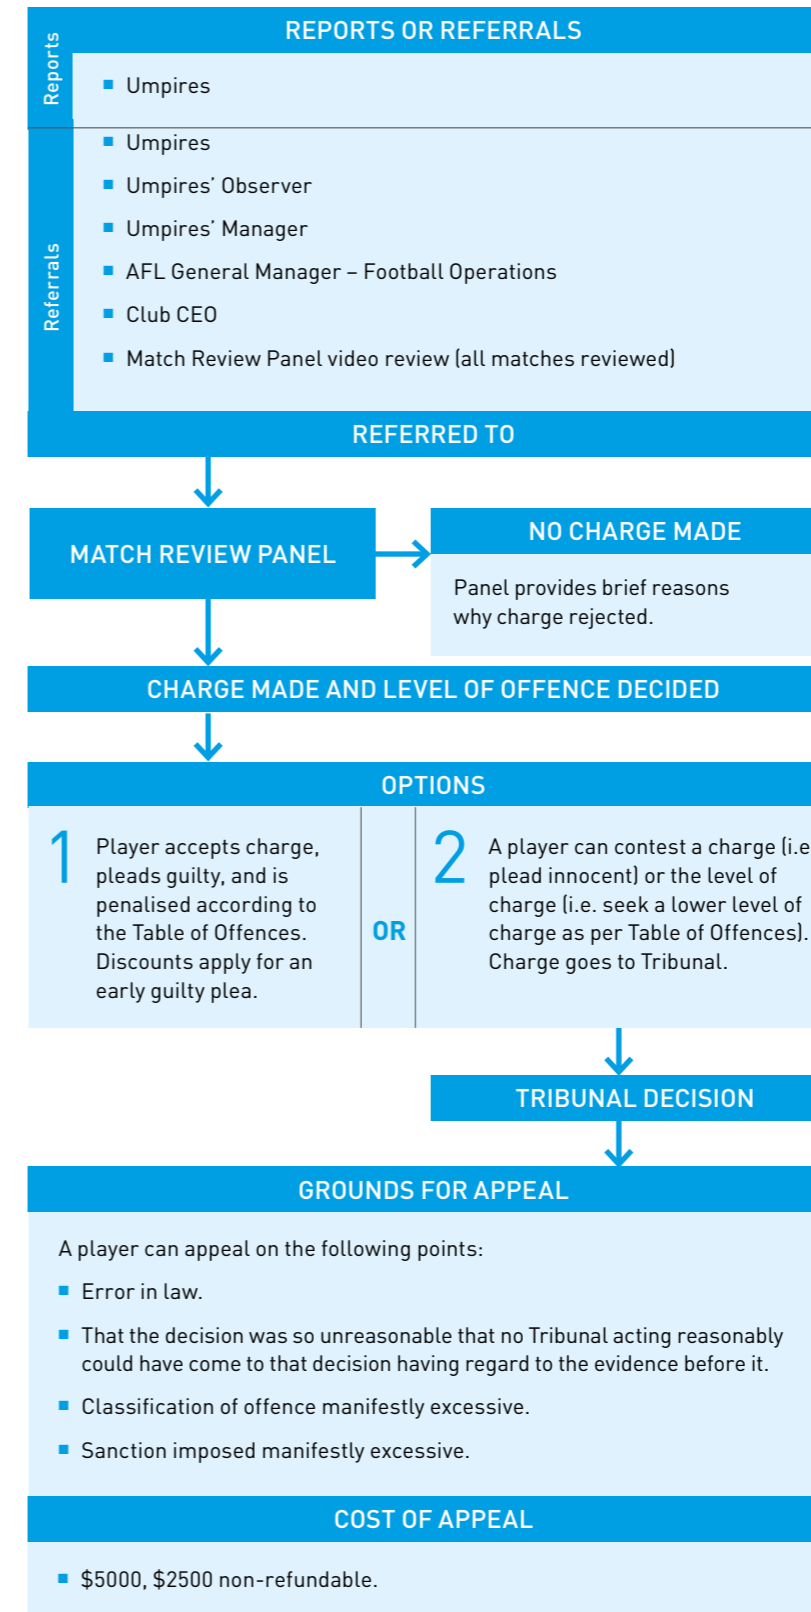 REPORTS OR REFERRALS
Reports
Umpires
Referrals
Umpires
Umpires’ Observer
Umpires’ Manager
AFL General Manager – Football Operations
Club CEO
Match Review Panel video review (all matches reviewed)
REFERRED TO
MATCH REVIEW PANEL
NO CHARGE MADE
Panel provides brief reasons
why charge rejected.
CHARGE MADE AND LEVEL OF OFFENCE DECIDED
OPTIONS
1
Player accepts charge,
pleads guilty, and is
penalised according to
the Table of Offences.
Discounts apply for an
early guilty plea.
OR
2
A player can contest a charge (i.e
plead innocent) or the level of
charge (i.e. seek a lower level of
charge as per Table of Offences).
Charge goes to Tribunal.
TRIBUNAL DECISION
GROUNDS FOR APPEAL
A player can appeal on the following points:
Error in law.
That the decision was so unreasonable that no Tribunal acting reasonably
could have come to that decision having regard to the evidence before it.
Classification of offence manifestly excessive.
Sanction imposed manifestly excessive.
COST OF APPEAL
$5000, $2500 non-refundable.